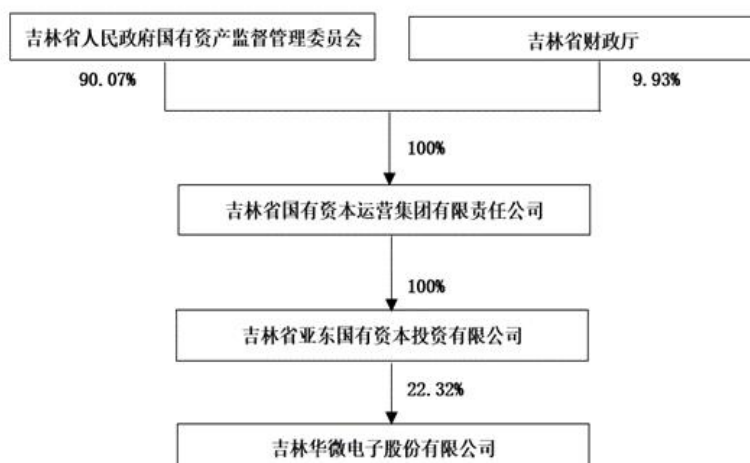 吉林省人民政府国有资产监督管理委员会
吉林省财政厅
90.07%
9.93%
100%
吉林省国有资本运营集团有限责任公司
100%
吉林省亚东国有资本投资有限公司
22.32%
吉林华微电子股份有限公司